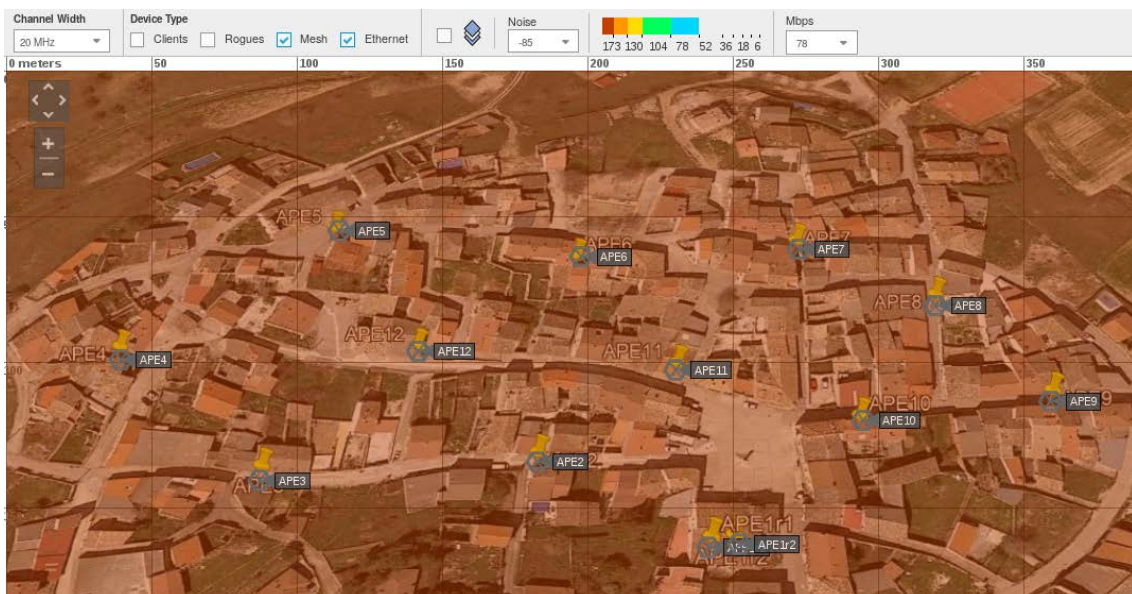 Channel Width
20 MHz
Device Type
Clients
Rogues
Mesh
Ethernet
Noise
-85
173 130 104 78 52 36 18 6
Mbps
78
0 meters 50 100 150 200 250 300 350
APE5
APE5
APE6
APE6
APE7
APE7
APE8
APE8
APE4
APE4
APE12
APE12
APE11
APE11
APE10
APE10
APE9
APE3
APE2
APE1r1
APE1r2